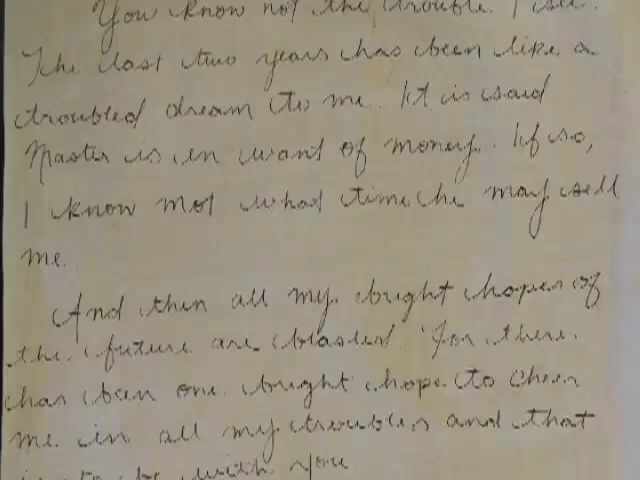 You know not the trouble I see.
The last two years has been like a
troubled dream to me. It is said
Master is in want of money. If so,
I know not what time he may sell
me.
And then all my bright hopes of
the future are blasted. For there
has been one bright hope to cheer
me in all my troubles and that
is to be with you